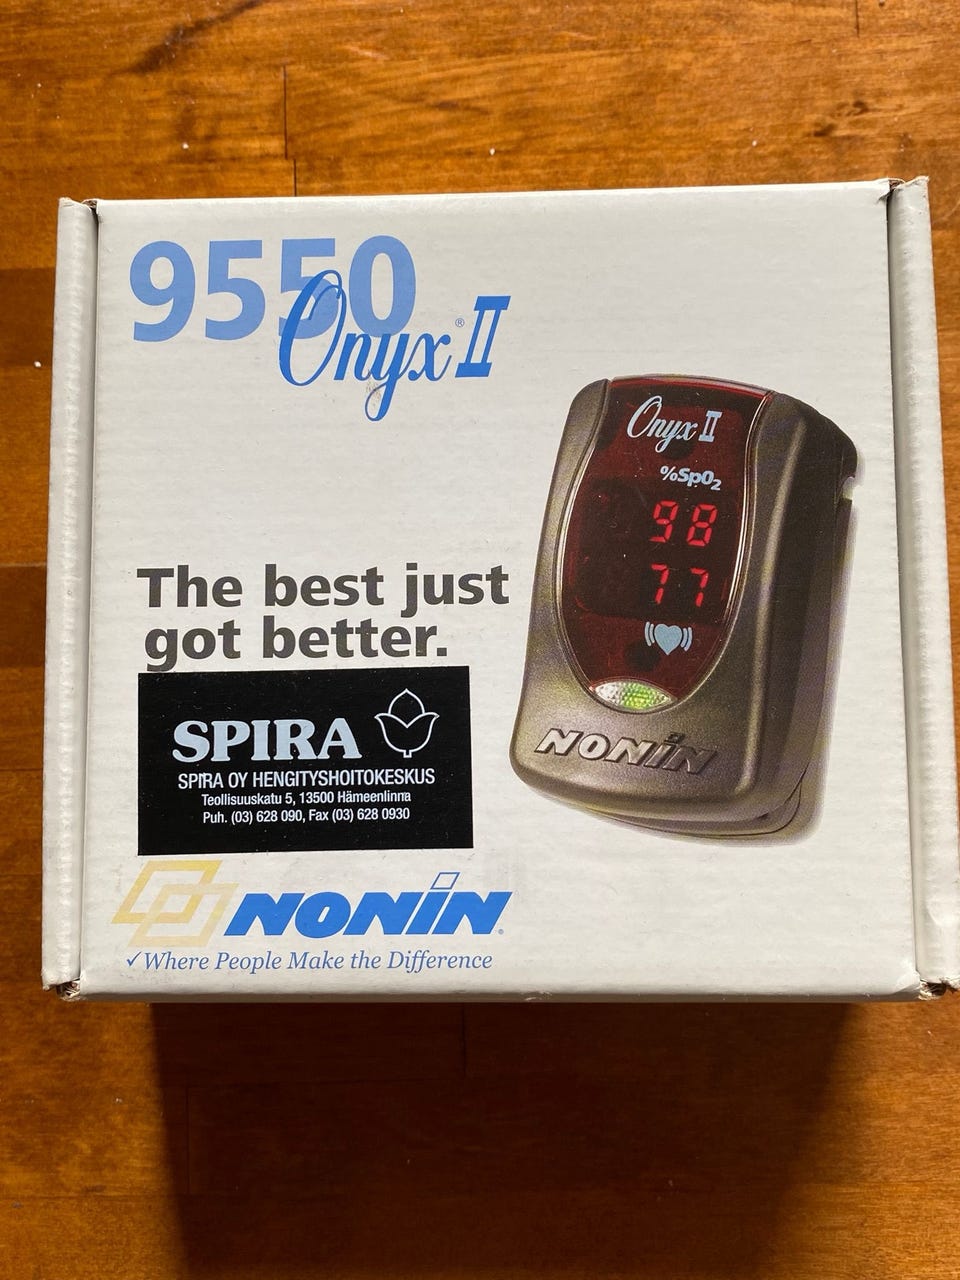 9550
Onyx® II
Onyx II
%SpO2
98
77
NONIN
The best just
got better.
SPIRA
SPIRA OY HENGITYSHOITOKESKUS
Teollisuuskatu 5, 13500 Hämeenlinna
Puh. (03) 628 090, Fax (03) 628 0930
NONIN®
✓Where People Make the Difference